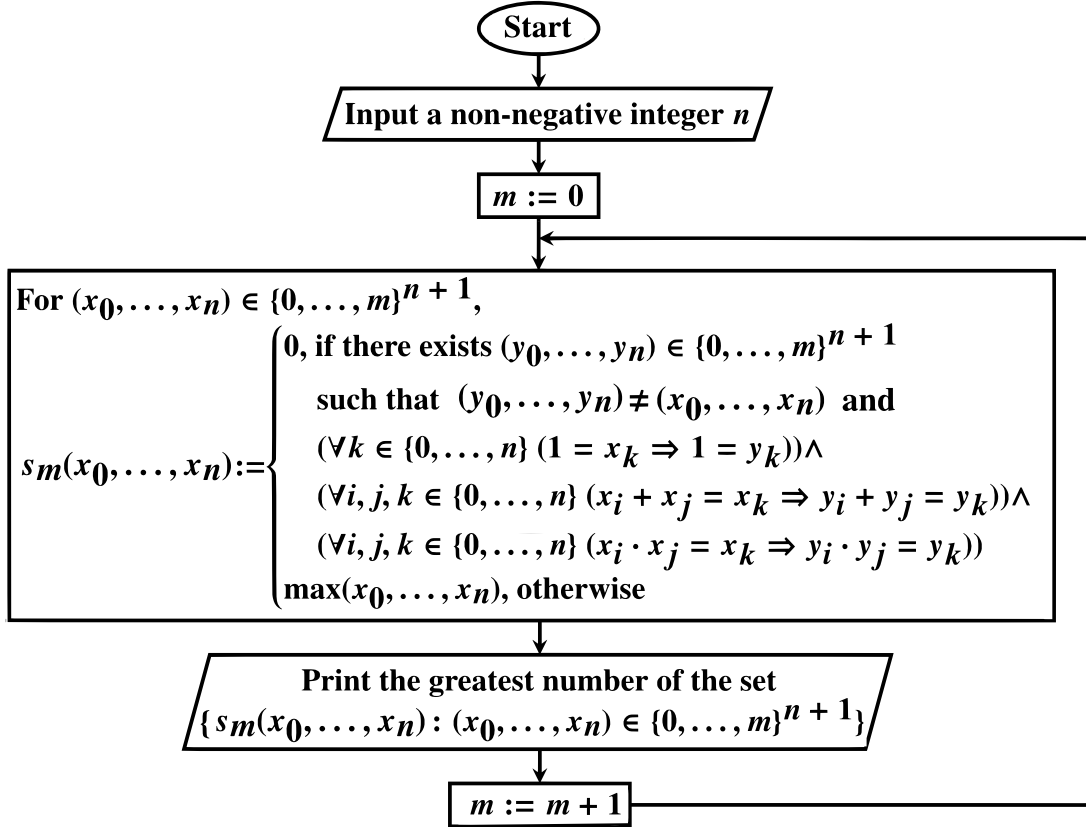 Start
Input a non-negative integer n
m := 0
For (x₀, . . . , xₙ) ∈ {0, . . . , m}ⁿ ⁺ ¹,
0, if there exists (y₀, . . . , yₙ) ∈ {0, . . . , m}ⁿ ⁺ ¹
such that (y₀, . . . , yₙ) ≠ (x₀, . . . , xₙ) and
(∀k ∈ {0, . . . , n} (1 = xₖ ⇒ 1 = yₖ))∧
sₘ(x₀, . . . , xₙ):=
(∀i, j, k ∈ {0, . . . , n} (xᵢ + xⱼ = xₖ ⇒ yᵢ + yⱼ = yₖ))∧
(∀i, j, k ∈ {0, . . . , n} (xᵢ · xⱼ = xₖ ⇒ yᵢ · yⱼ = yₖ))
max(x₀, . . . , xₙ), otherwise
Print the greatest number of the set
{sₘ(x₀, . . . , xₙ) : (x₀, . . . , xₙ) ∈ {0, . . . , m}ⁿ ⁺ ¹}
m := m + 1